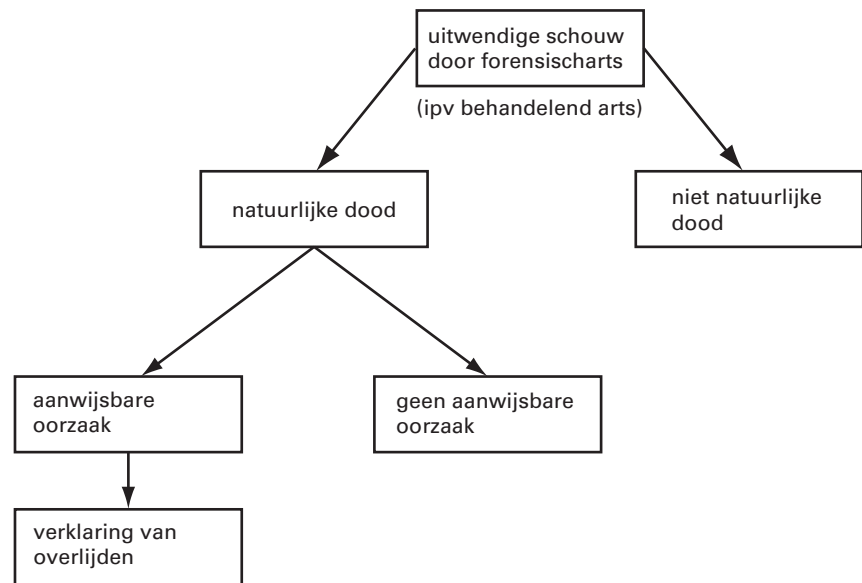 uitwendige schouw
door forensischarts
(ipv behandelend arts)
natuurlijke dood
niet natuurlijke
dood
aanwijsbare
oorzaak
geen aanwijsbare
oorzaak
verklaring van
overlijden